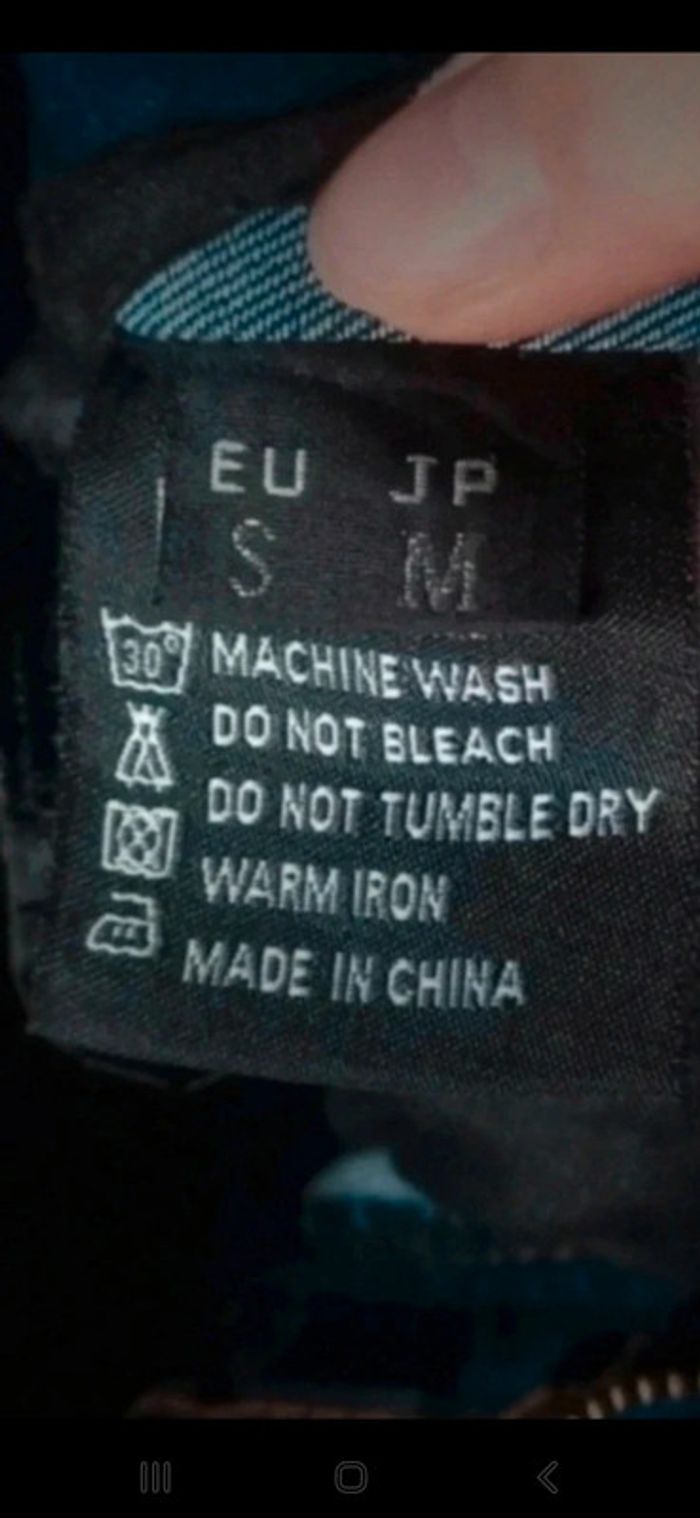 EU JP
S M
30° MACHINE WASH
DO NOT BLEACH
DO NOT TUMBLE DRY
WARM IRON
MADE IN CHINA